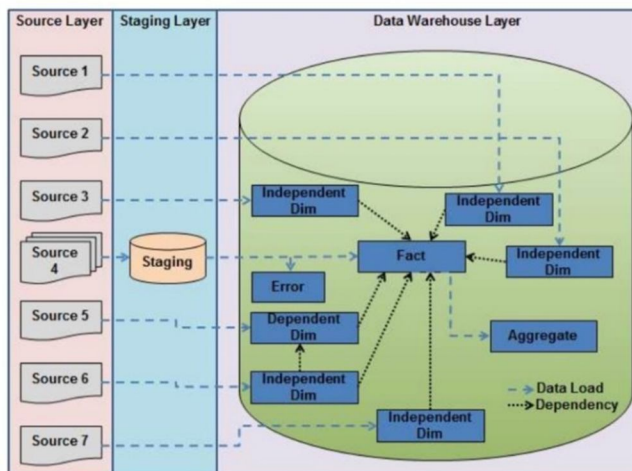 Source Layer
Staging Layer
Data Warehouse Layer
Source 1
Source 2
Source 3
Independent
Dim
Independent
Dim
Source
4
Staging
Fact
Independent
Dim
Error
Source 5
Dependent
Dim
Aggregate
Source 6
Independent
Dim
Data Load
Dependency
Source 7
Independent
Dim